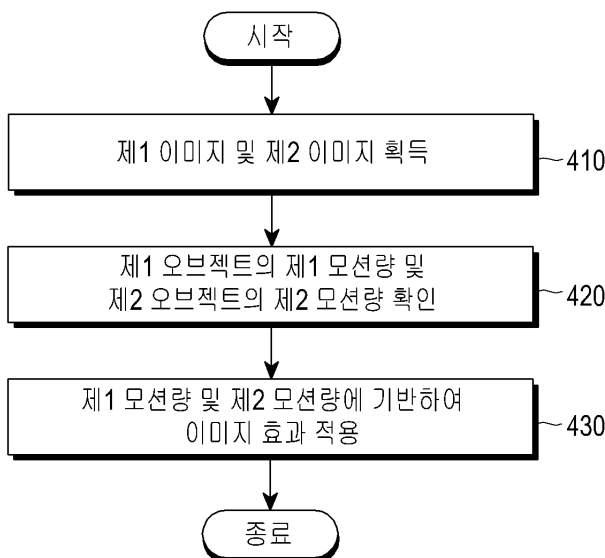 시작
제1 이미지 및 제2 이미지 획득
410
제1 오브젝트의 제1 모션량 및
제2 오브젝트의 제2 모션량 확인
420
제1 모션량 및 제2 모션량에 기반하여
이미지 효과 적용
430
종료